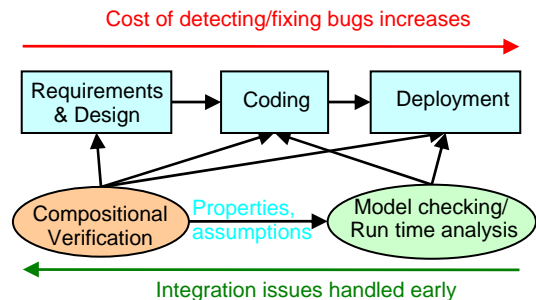 Cost of detecting/fixing bugs increases
Requirements
& Design
Coding
Deployment
Compositional
Verification
Properties,
assumptions
Model checking/
Run time analysis
Integration issues handled early